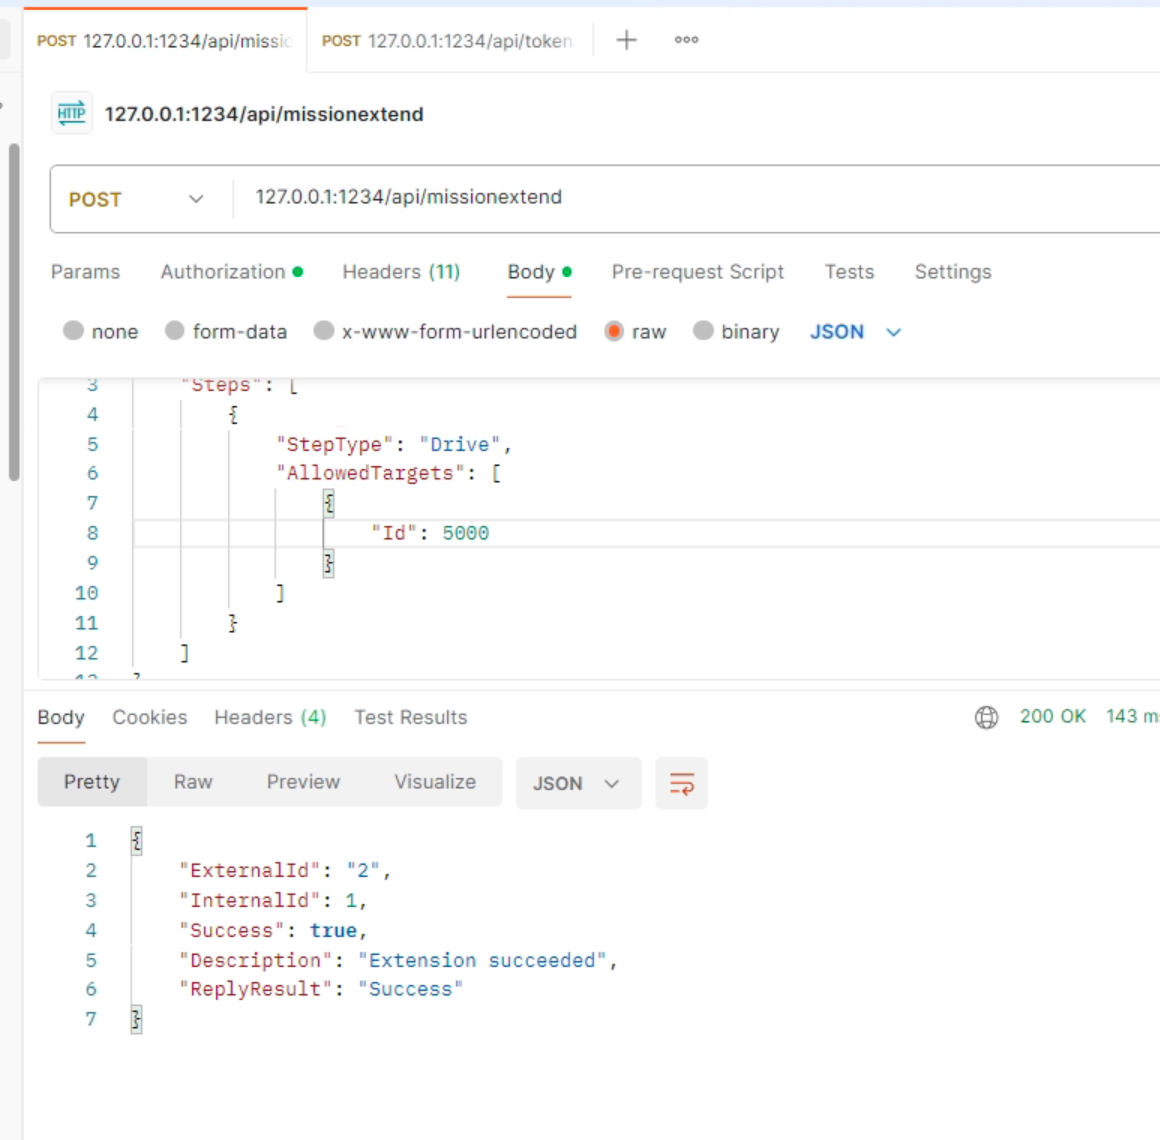 POST 127.0.0.1:1234/api/missic POST 127.0.0.1:1234/api/token
HTTP 127.0.0.1:1234/api/missionextend
POST 127.0.0.1:1234/api/missionextend
Params Authorization Headers (11) Body Pre-request Script Tests Settings
none form-data x-www-form-urlencoded raw binary JSON
3 "Steps": [
4 {
5 "StepType": "Drive",
6 "AllowedTargets": [
7 {
8 "Id": 5000
9 }
10 ]
11 }
12 ]
Body Cookies Headers (4) Test Results 200 OK 143 ms
Pretty Raw Preview Visualize JSON
1 {
2 "ExternalId": "2",
3 "InternalId": 1,
4 "Success": true,
5 "Description": "Extension succeeded",
6 "ReplyResult": "Success"
7 }